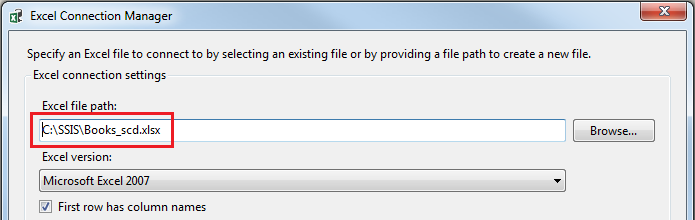 Excel Connection Manager
Specify an Excel file to connect to by selecting an existing file or by providing a file path to create a new file.
Excel connection settings
Excel file path:
C:\SSIS\Books_scd.xlsx
Browse...
Excel version:
Microsoft Excel 2007
First row has column names